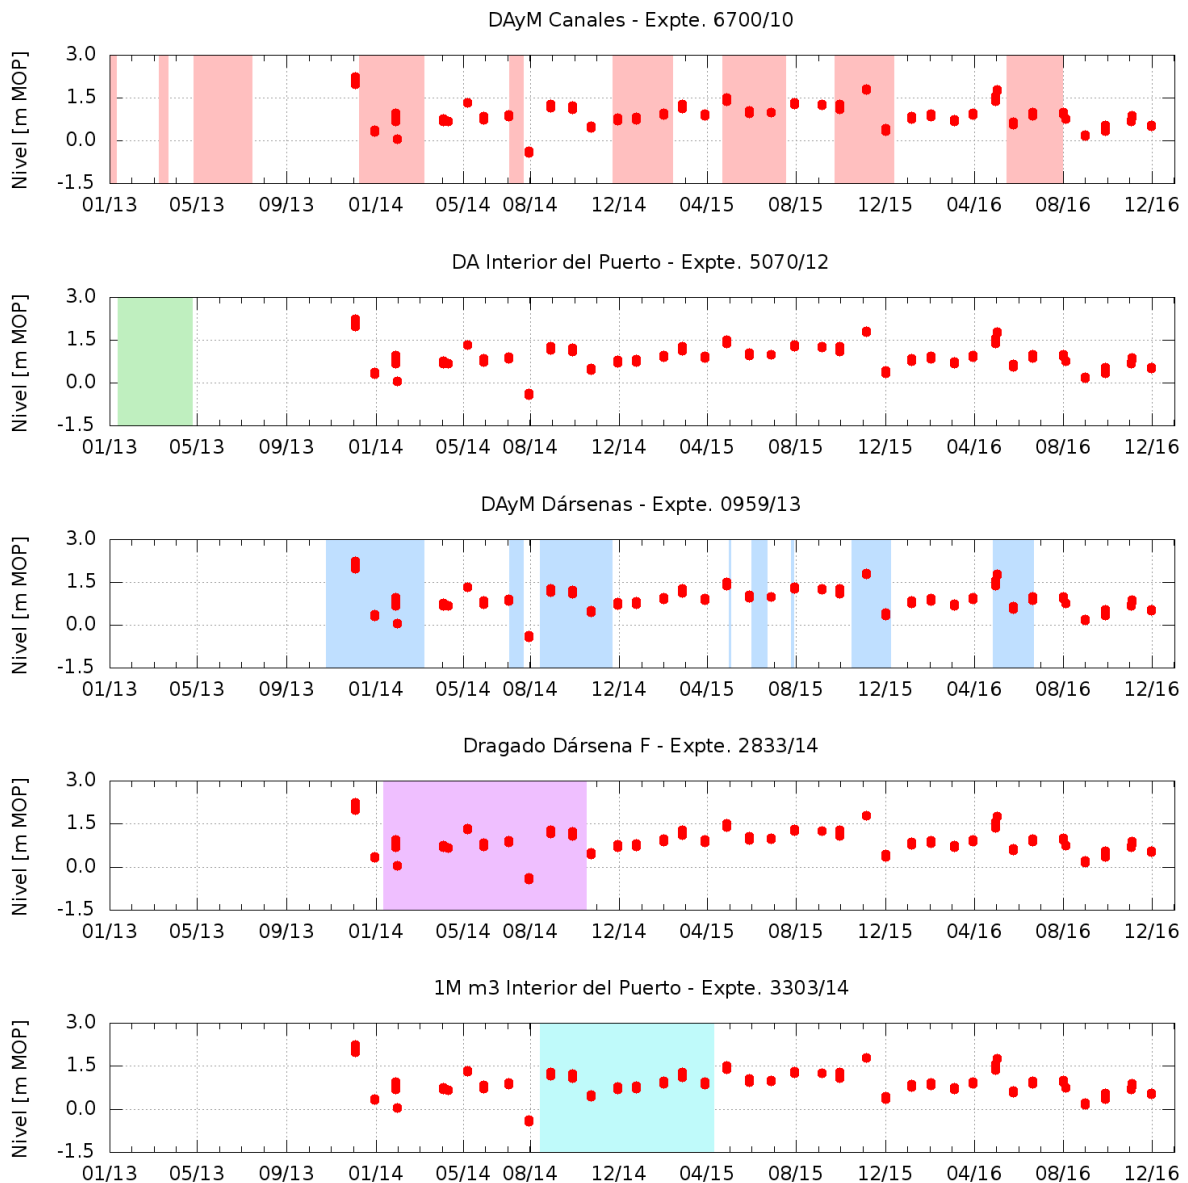 DAyM Canales - Expte. 6700/10
Nivel [m MOP]
3.0
1.5
0.0
-1.5
01/13 05/13 09/13 01/14 05/14 08/14 12/14 04/15 08/15 12/15 04/16 08/16 12/16
DA Interior del Puerto - Expte. 5070/12
Nivel [m MOP]
3.0
1.5
0.0
-1.5
01/13 05/13 09/13 01/14 05/14 08/14 12/14 04/15 08/15 12/15 04/16 08/16 12/16
DAyM Dársenas - Expte. 0959/13
Nivel [m MOP]
3.0
1.5
0.0
-1.5
01/13 05/13 09/13 01/14 05/14 08/14 12/14 04/15 08/15 12/15 04/16 08/16 12/16
Dragado Dársena F - Expte. 2833/14
Nivel [m MOP]
3.0
1.5
0.0
-1.5
01/13 05/13 09/13 01/14 05/14 08/14 12/14 04/15 08/15 12/15 04/16 08/16 12/16
1M m3 Interior del Puerto - Expte. 3303/14
Nivel [m MOP]
3.0
1.5
0.0
-1.5
01/13 05/13 09/13 01/14 05/14 08/14 12/14 04/15 08/15 12/15 04/16 08/16 12/16